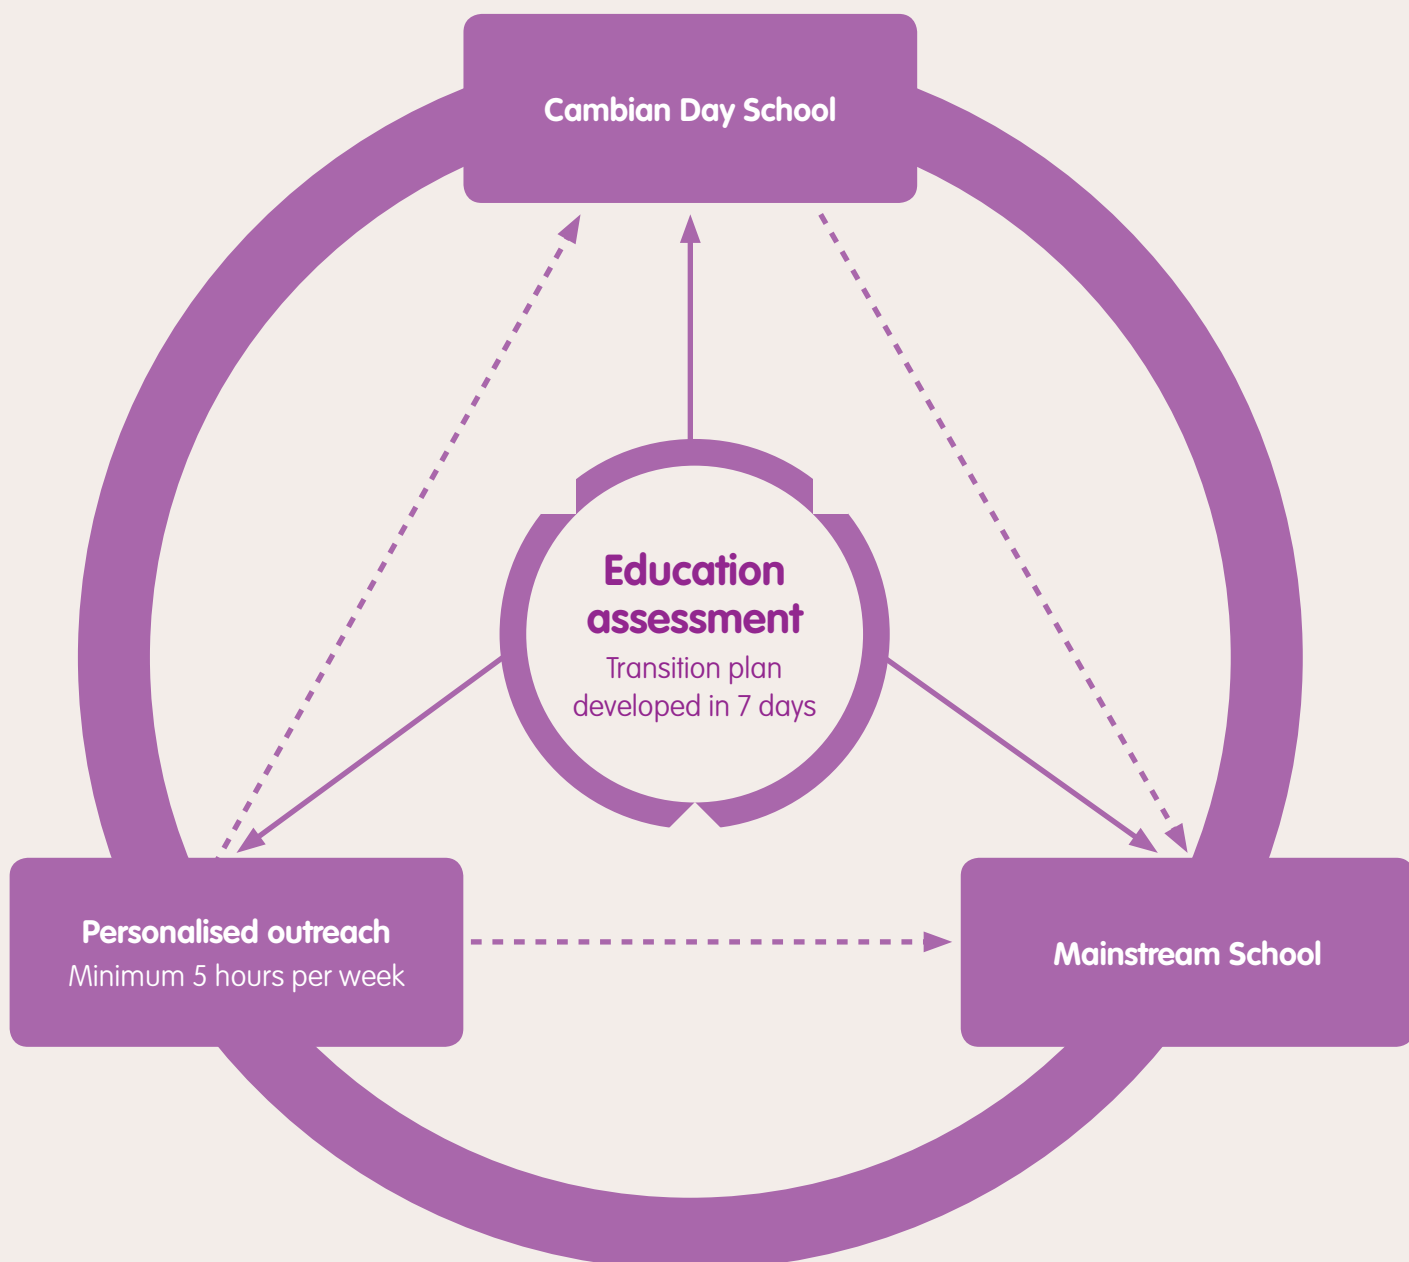 Cambian Day School
Education
assessment
Transition plan
developed in 7 days
Personalised outreach
Minimum 5 hours per week
Mainstream School